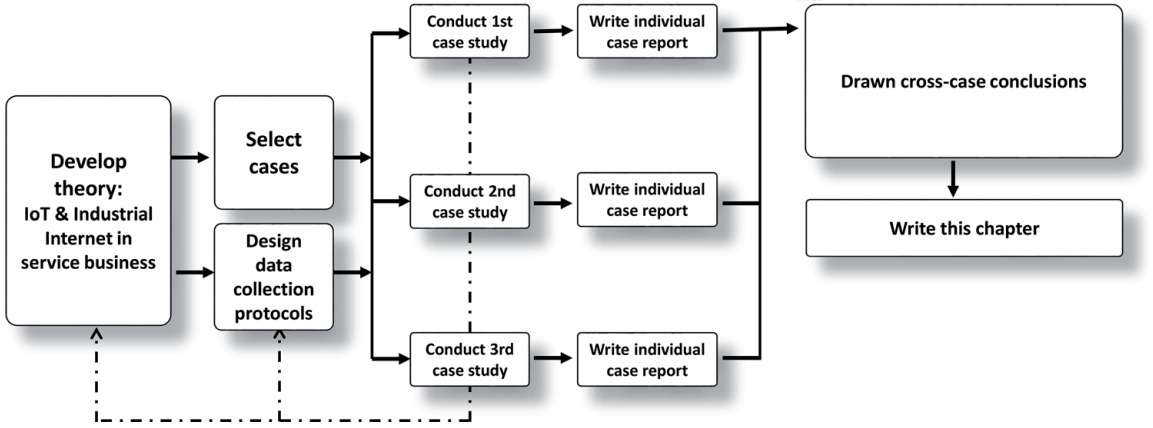 Develop
theory:
IoT & Industrial
Internet in
service business
Select
cases
Design
data
collection
protocols
Conduct 1st
case study
Write individual
case report
Conduct 2nd
case study
Write individual
case report
Conduct 3rd
case study
Write individual
case report
Drawn cross-case conclusions
Write this chapter